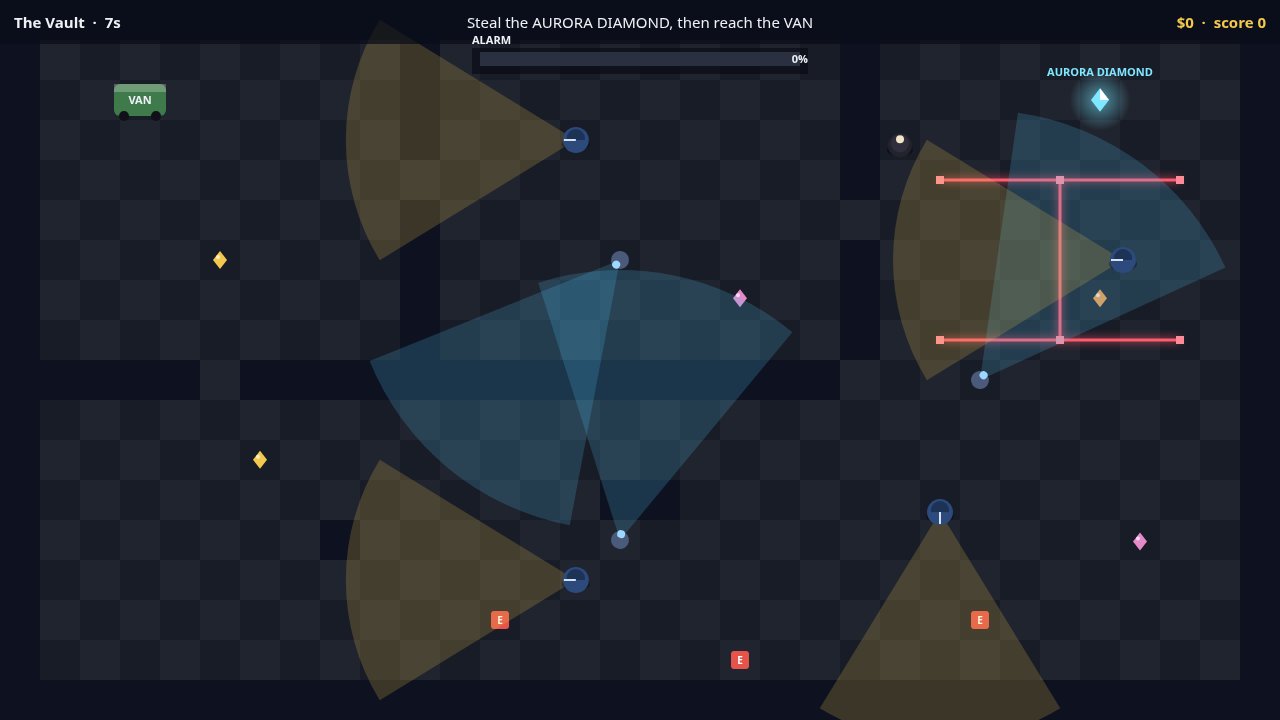 The Vault · 7s
Steal the AURORA DIAMOND, then reach the VAN
$0 · score 0
ALARM
0%
AURORA DIAMOND
VAN
E
E
E